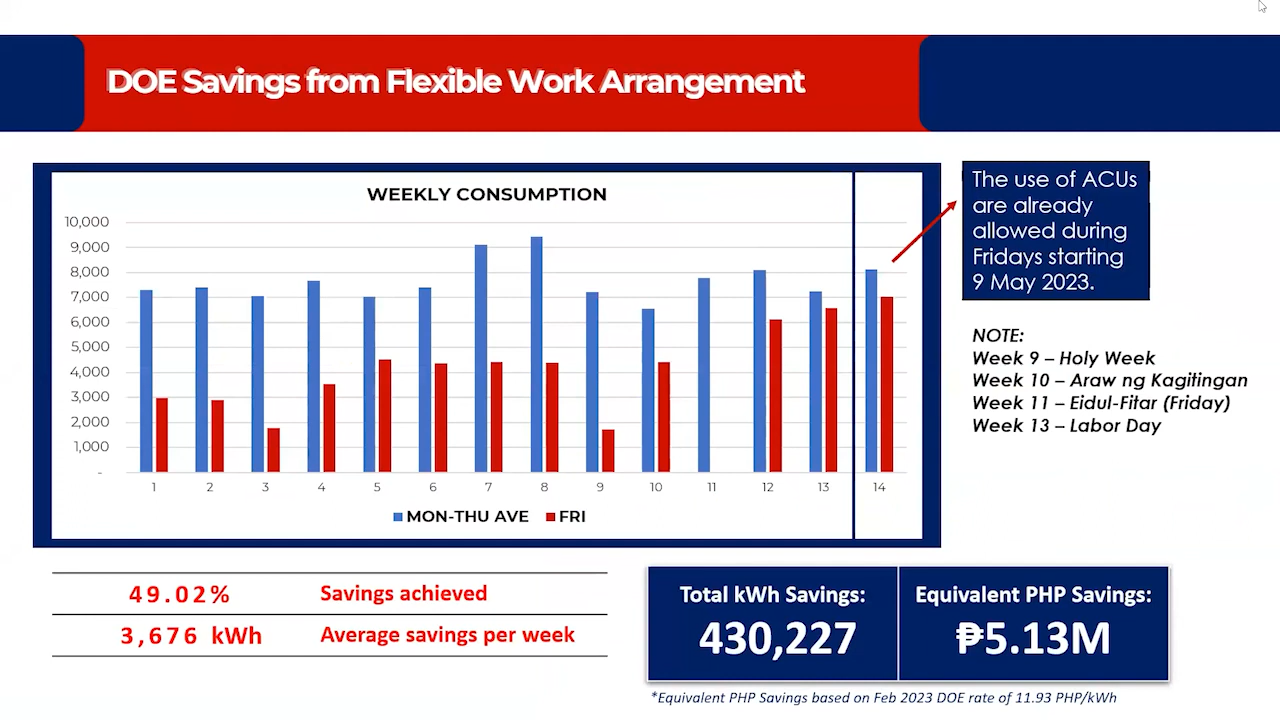 DOE Savings from Flexible Work Arrangement
WEEKLY CONSUMPTION
10,000
9,000
8,000
7,000
6,000
5,000
4,000
3,000
2,000
1,000
-
1 2 3 4 5 6 7 8 9 10 11 12 13 14
MON-THU AVE FRI
The use of ACUs
are already
allowed during
Fridays starting
9 May 2023.
NOTE:
Week 9 – Holy Week
Week 10 – Araw ng Kagitingan
Week 11 – Eidul-Fitar (Friday)
Week 13 – Labor Day
49.02% Savings achieved
3,676 kWh Average savings per week
Total kWh Savings:
430,227
Equivalent PHP Savings:
₱5.13M
*Equivalent PHP Savings based on Feb 2023 DOE rate of 11.93 PHP/kWh